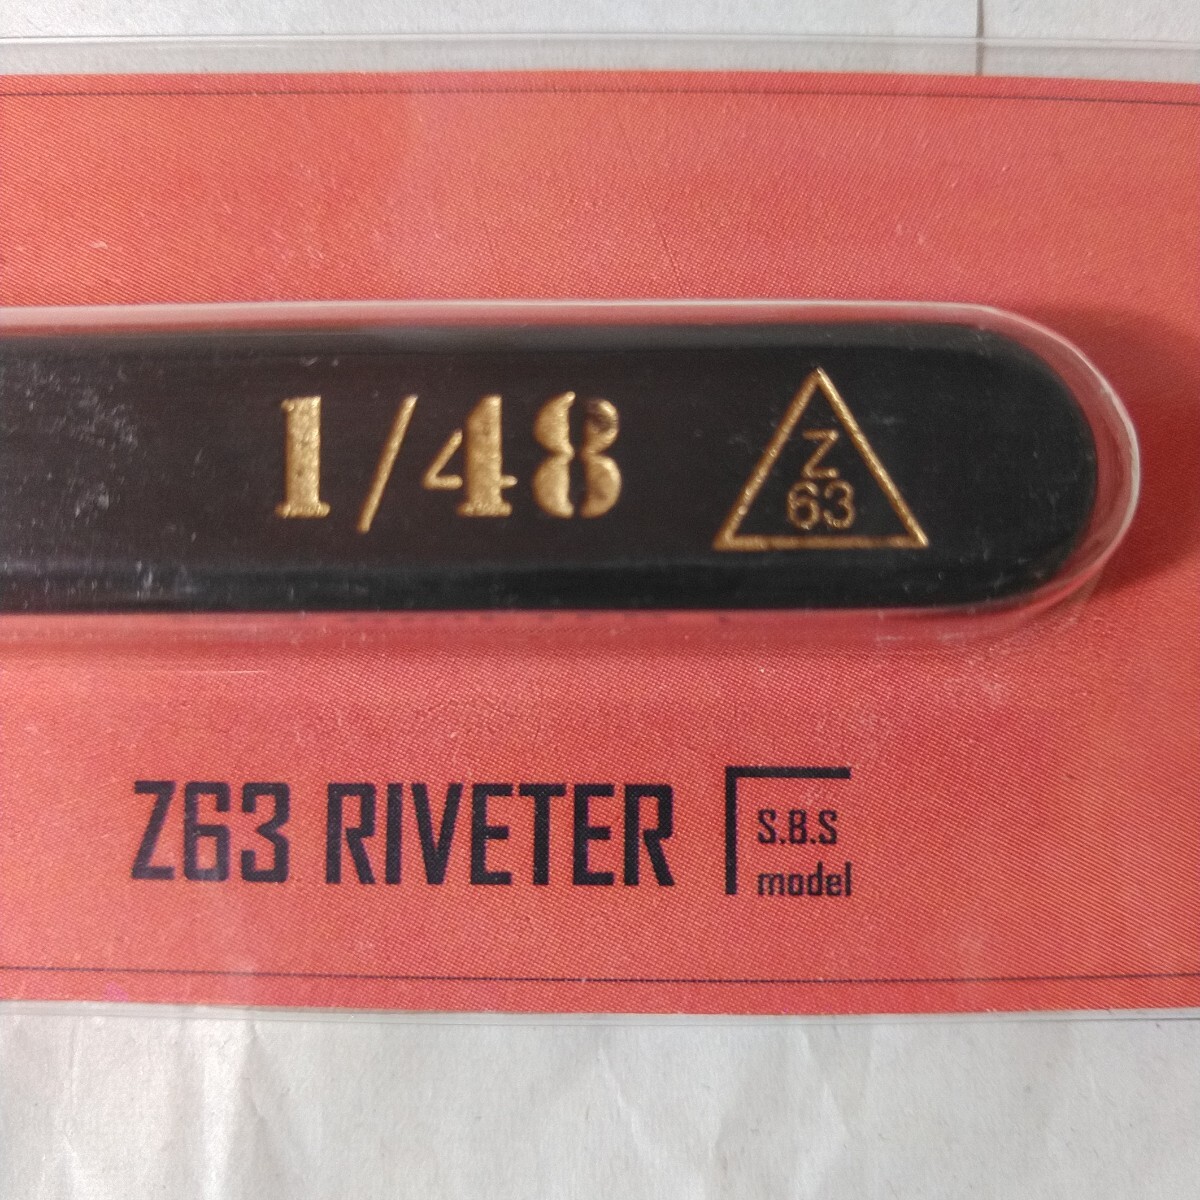 1/48
Z
63
Z63 RIVETER
S.B.S
model